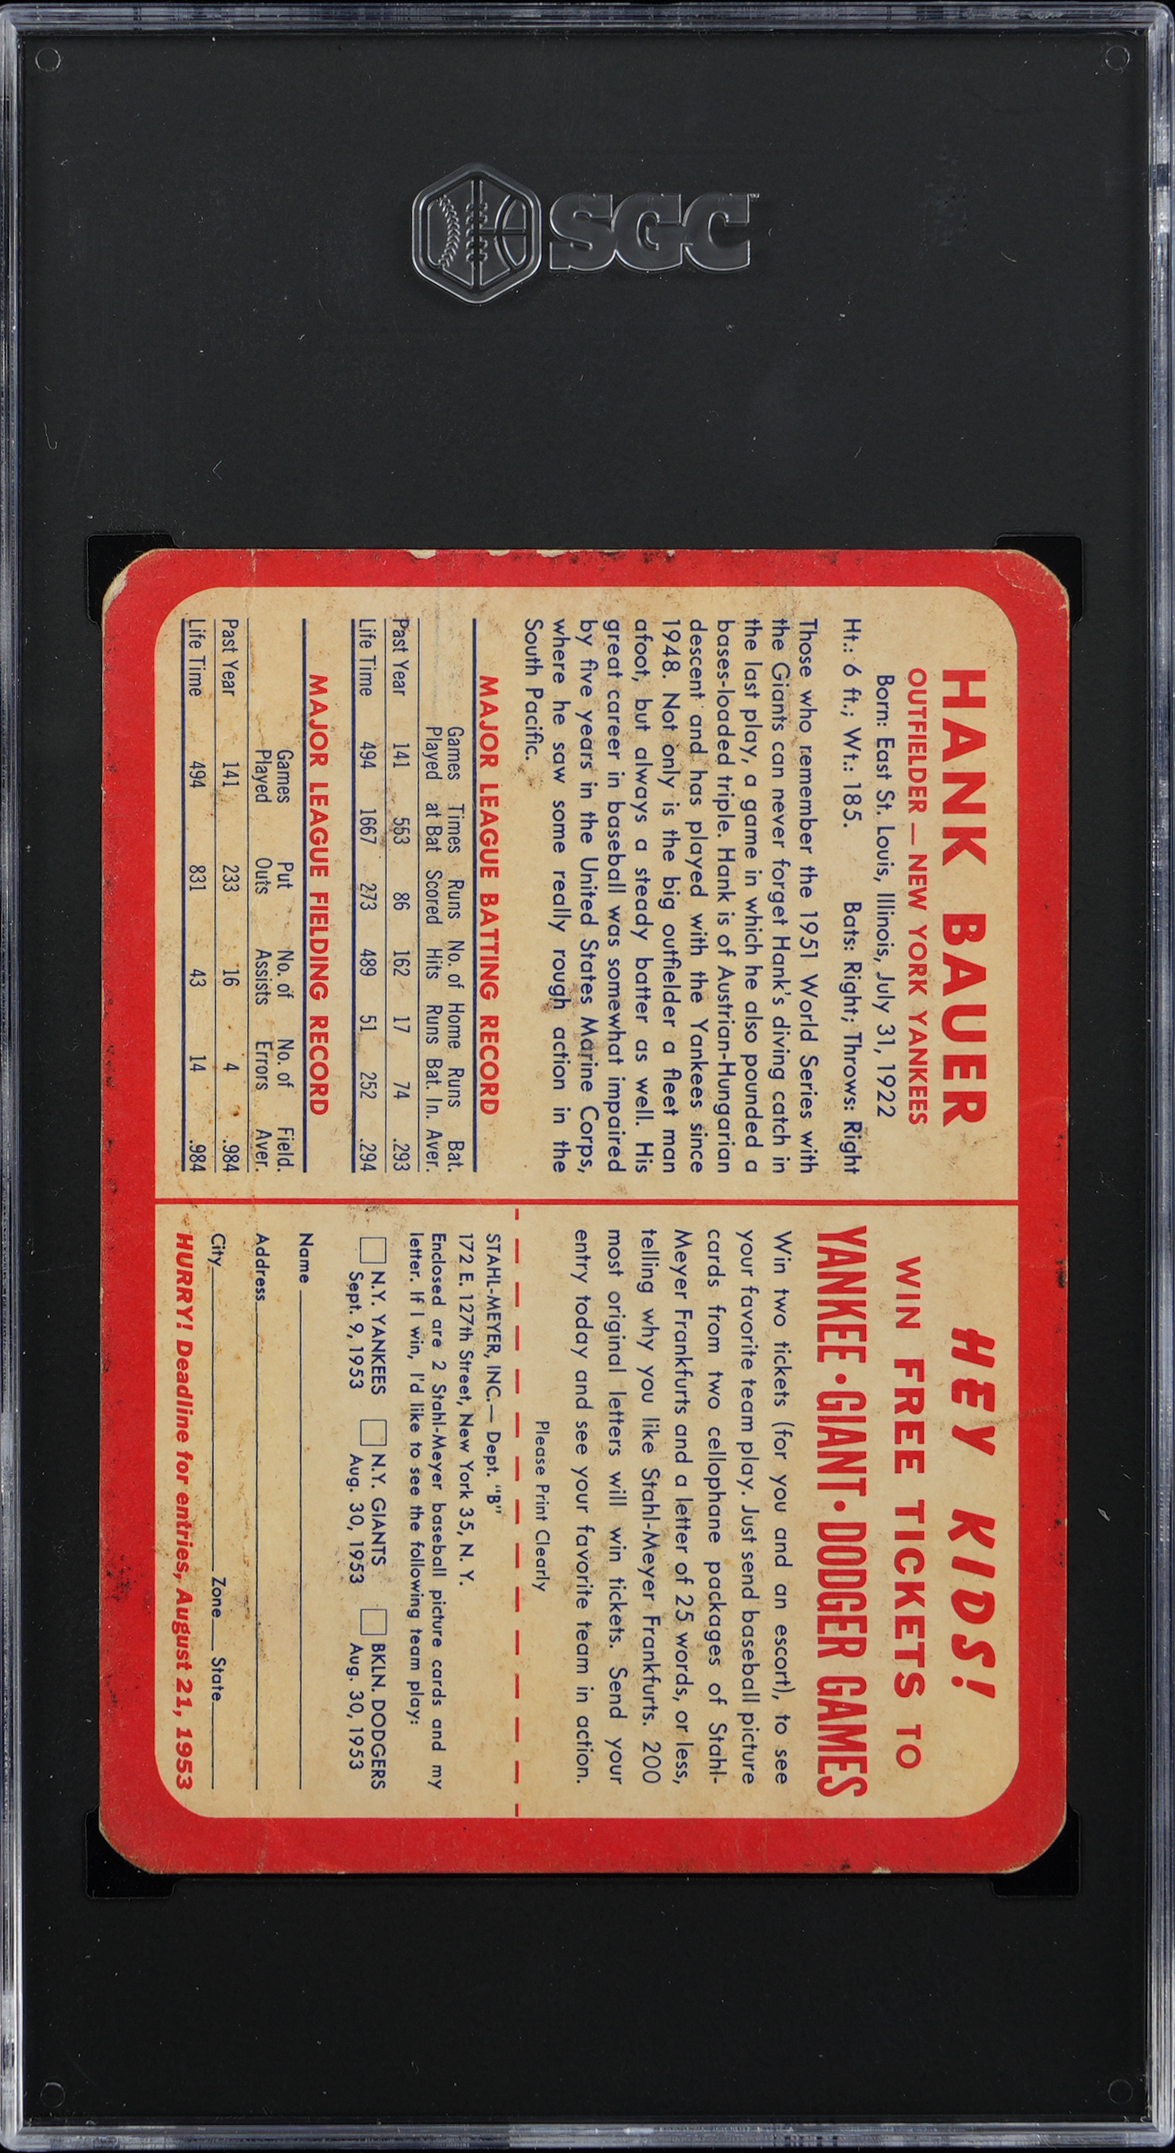 SGC
HANK BAUER
OUTFIELDER — NEW YORK YANKEES
Born: East St. Louis, Illinois, July 31, 1922
Ht.: 6 ft.; Wt.: 185. Bats: Right; Throws: Right
Those who remember the 1951 World Series with
the Giants can never forget Hank's diving catch in
the last play, a game in which he also pounded a
bases-loaded triple. Hank is of Austrian-Hungarian
descent and has played with the Yankees since
1948. Not only is the big outfielder a fleet man
afoot, but always a steady batter as well. His
great career in baseball was somewhat impaired
by five years in the United States Marine Corps,
where he saw some really rough action in the
South Pacific.
MAJOR LEAGUE BATTING RECORD
Games Times Runs No. of Home Runs Bat.
Played at Bat Scored Hits Runs Bat. In. Aver.
Past Year 141 553 86 162 17 74 .293
Life Time 494 1667 273 489 51 252 .294
MAJOR LEAGUE FIELDING RECORD
Games Put No. of No. of Field.
Played Outs Assists Errors Aver.
Past Year 141 233 16 4 .984
Life Time 494 831 43 14 .984
HEY KIDS!
WIN FREE TICKETS TO
YANKEE • GIANT • DODGER GAMES
Win two tickets (for you and an escort), to see
your favorite team play. Just send baseball picture
cards from two cellophane packages of Stahl-
Meyer Frankfurts and a letter of 25 words, or less,
telling why you like Stahl-Meyer Frankfurts. 200
most original letters will win tickets. Send your
entry today and see your favorite team in action.
Please Print Clearly
STAHL-MEYER, INC.— Dept. "B"
172 E. 127th Street, New York 35, N. Y.
Enclosed are 2 Stahl-Meyer baseball picture cards and my
letter. If I win, I'd like to see the following team play:
N.Y. YANKEES N.Y. GIANTS BKLN. DODGERS
Sept. 9, 1953 Aug. 30, 1953 Aug. 30, 1953
Name
Address
City Zone State
HURRY! Deadline for entries, August 21, 1953